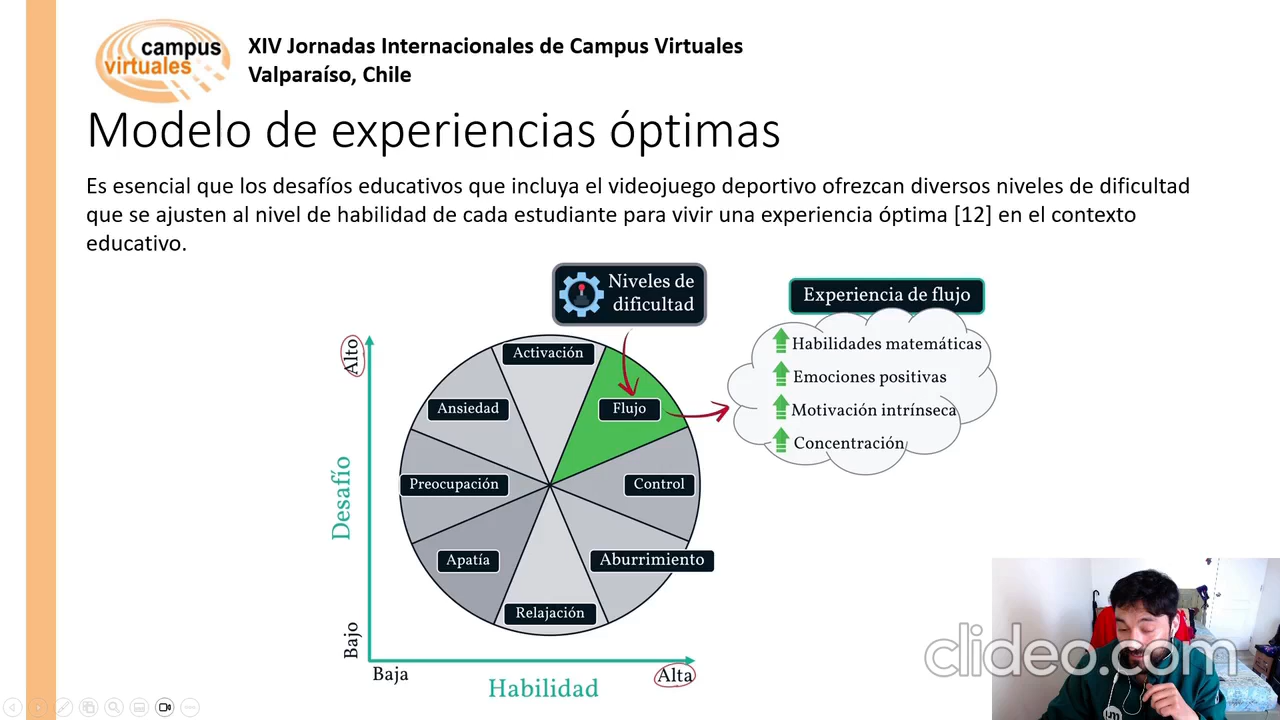 campus
virtuales
XIV Jornadas Internacionales de Campus Virtuales
Valparaíso, Chile
Modelo de experiencias óptimas
Es esencial que los desafíos educativos que incluya el videojuego deportivo ofrezcan diversos niveles de dificultad
que se ajusten al nivel de habilidad de cada estudiante para vivir una experiencia óptima [12] en el contexto
educativo.
Niveles de
dificultad
Experiencia de flujo
Habilidades matemáticas
Emociones positivas
Motivación intrínseca
Concentración
Alto
Desafío
Bajo
Activación
Ansiedad
Flujo
Preocupación
Control
Apatía
Aburrimiento
Relajación
Baja
Habilidad
Alta
clideo.com